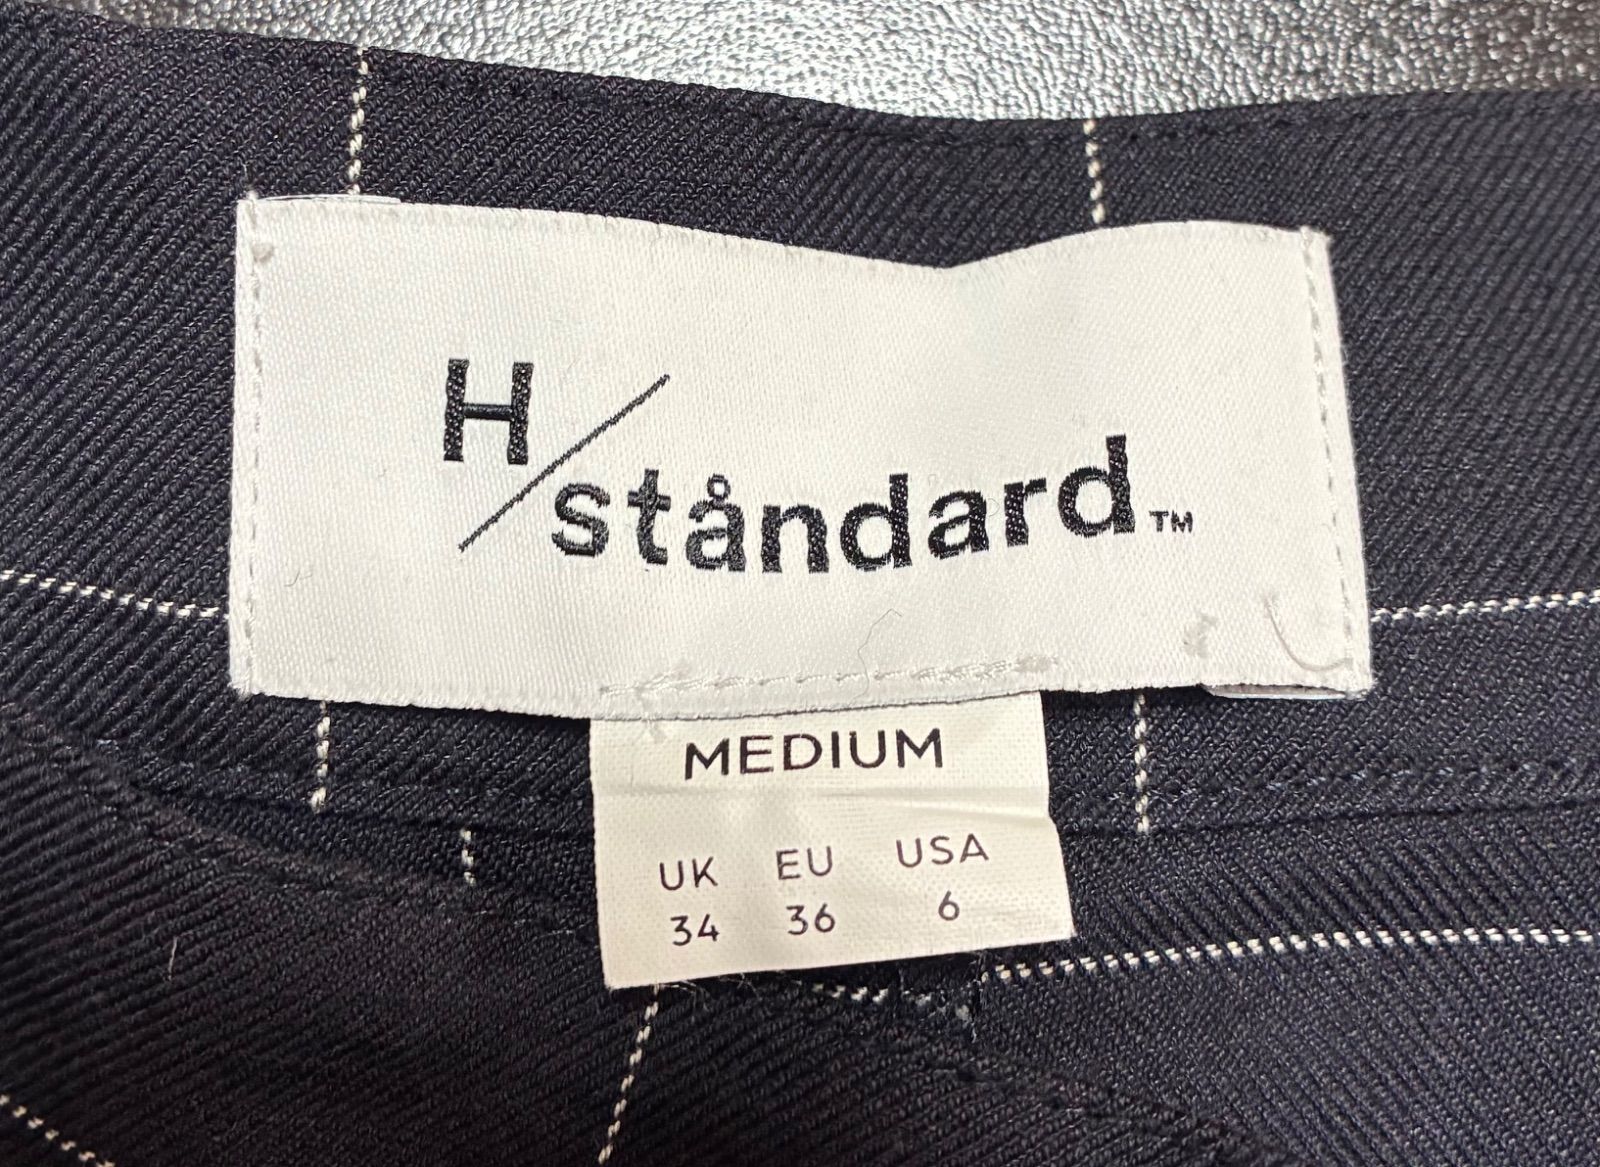 H/ståndard™
MEDIUM
UK EU USA
34 36 6